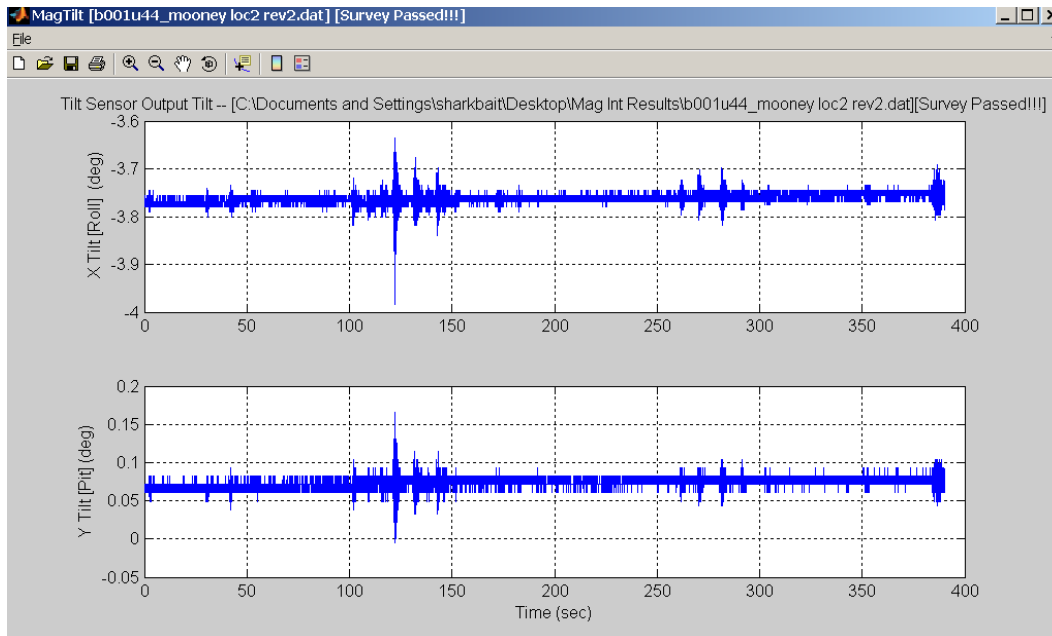 MagTilt [b001u44_mooney loc2 rev2.dat] [Survey Passed!!!]
File
Tilt Sensor Output Tilt -- [C:\Documents and Settings\sharkbait\Desktop\Mag Int Results\b001u44_mooney loc2 rev2.dat][Survey Passed!!!]
X Tilt [Roll] (deg)
-3.6
-3.7
-3.8
-3.9
-4
0 50 100 150 200 250 300 350 400
Y Tilt [Pit] (deg)
0.2
0.15
0.1
0.05
0
-0.05
0 50 100 150 200 250 300 350 400
Time (sec)